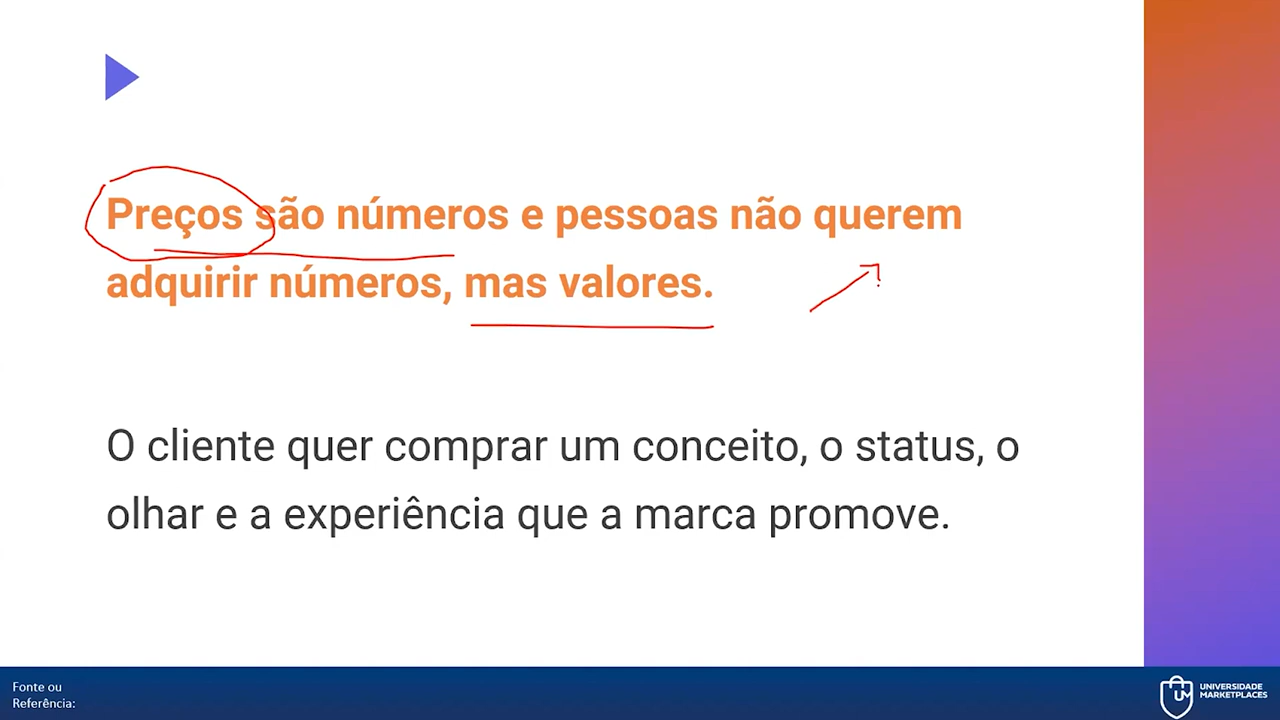 Preços são números e pessoas não querem
adquirir números, mas valores.
O cliente quer comprar um conceito, o status, o
olhar e a experiência que a marca promove.
Fonte ou
Referência:
UM
UNIVERSIDADE
MARKETPLACES